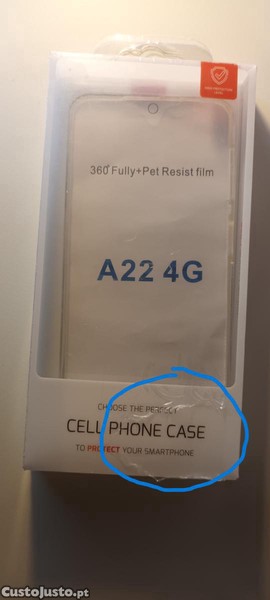 360°Fully+Pet Resist film
A22 4G
CHOOSE THE PERFECT
CELL PHONE CASE
TO PROTECT YOUR SMARTPHONE
CustoJusto.pt